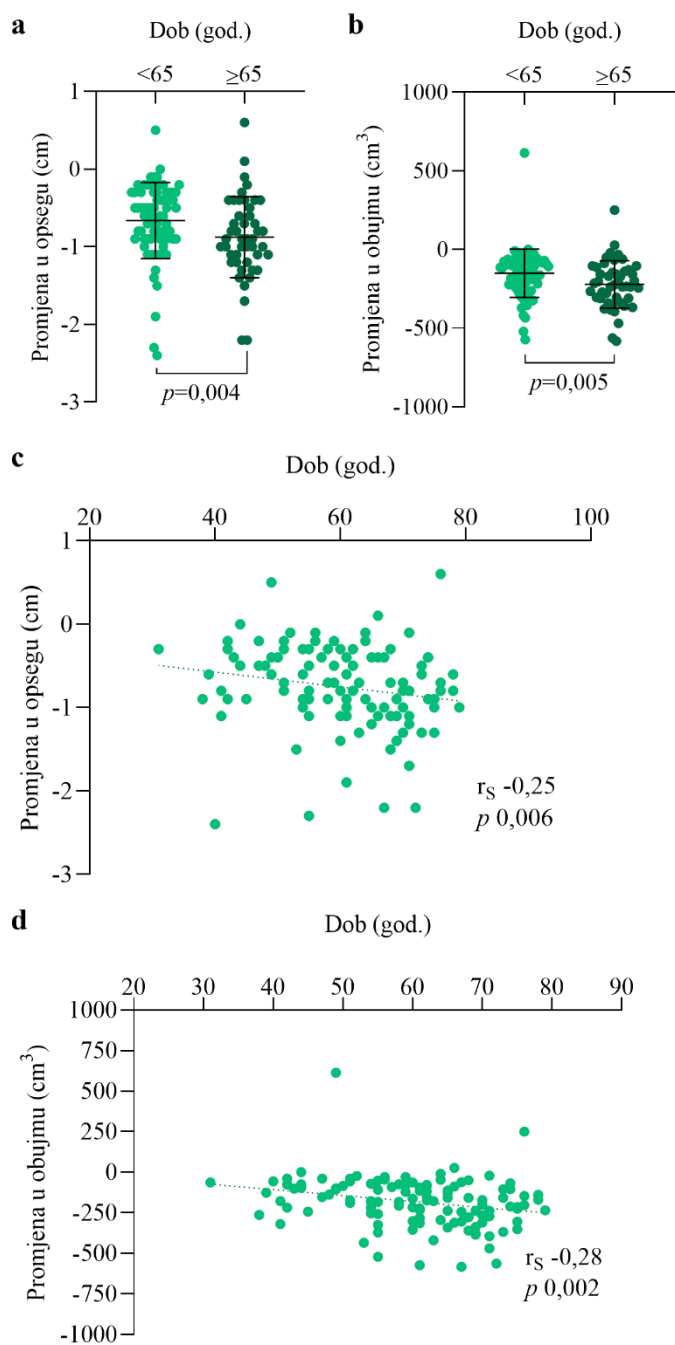 a
Dob (god.)
<65 ≥65
1
0
-1
-2
-3
Promjena u opsegu (cm)
p=0,004
b
Dob (god.)
<65 ≥65
1000
500
0
-500
-1000
Promjena u obujmu (cm³)
p=0,005
c
Dob (god.)
20 40 60 80 100
1
0
-1
-2
-3
Promjena u opsegu (cm)
rS -0,25
p 0,006
d
Dob (god.)
20 30 40 50 60 70 80 90
1000
750
500
250
0
-250
-500
-750
-1000
Promjena u obujmu (cm³)
rS -0,28
p 0,002